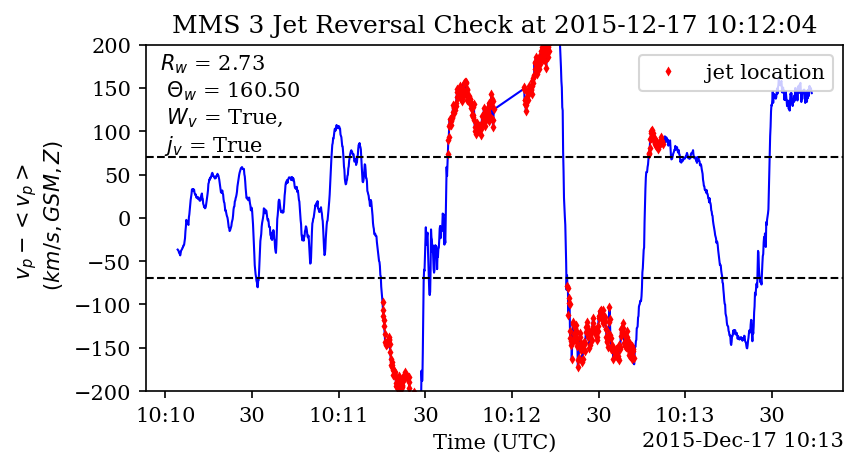 MMS 3 Jet Reversal Check at 2015-12-17 10:12:04
R_w = 2.73
Θ_w = 160.50
W_v = True,
j_v = True
jet location
200
150
100
50
0
−50
−100
−150
−200
v_p − < v_p >
(km/s, GSM, Z)
10:10 30 10:11 30 10:12 30 10:13 30
Time (UTC)
2015-Dec-17 10:13